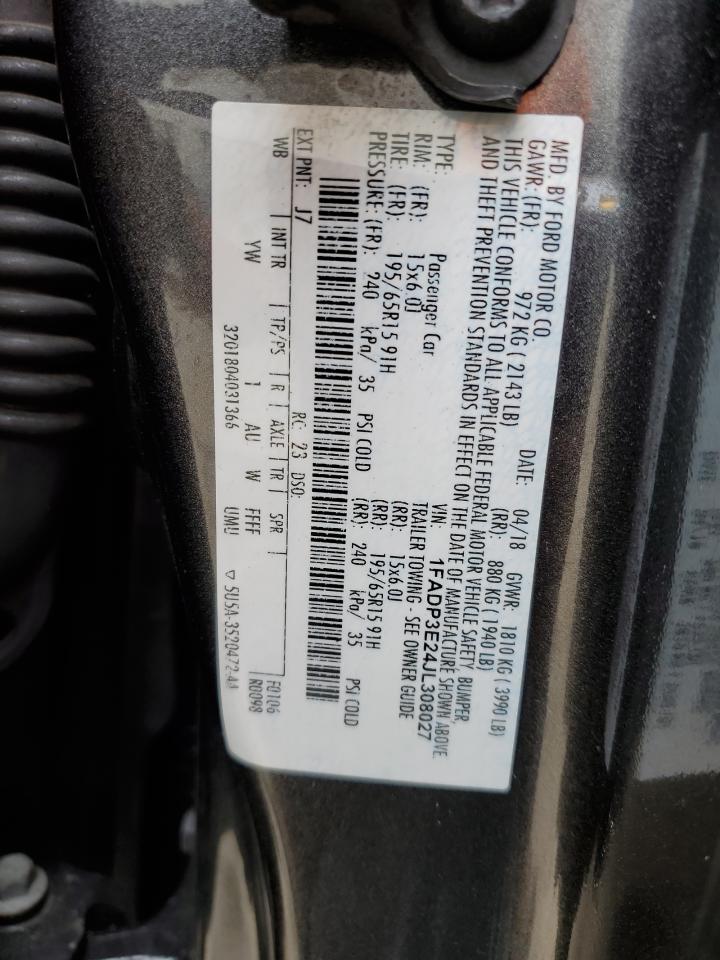 MFD. BY FORD MOTOR CO.
DATE: 04/18 GVWR: 1810 KG ( 3990 LB)
GAWR: (FR): 972 KG ( 2143 LB) (RR): 880 KG ( 1940 LB)
THIS VEHICLE CONFORMS TO ALL APPLICABLE FEDERAL MOTOR VEHICLE SAFETY, BUMPER,
AND THEFT PREVENTION STANDARDS IN EFFECT ON THE DATE OF MANUFACTURE SHOWN ABOVE.
VIN: 1FADP3E24JL308027
TYPE: Passenger Car TRAILER TOWING - SEE OWNER GUIDE
RIM: (FR): 15x6.0J (RR): 15x6.0J
TIRE: (FR): 195/65R15 91H (RR): 195/65R15 91H
PRESSURE: (FR): 240 kPa/ 35 PSI COLD (RR): 240 kPa/ 35 PSI COLD
EXT PNT: J7 RC: 23 DSO:
WB INT TR TP/PS R AXLE TR SPR F0106
YW 1 AU W FFFF R0098
3201804031366 UMU 5U5A-3520472-AA